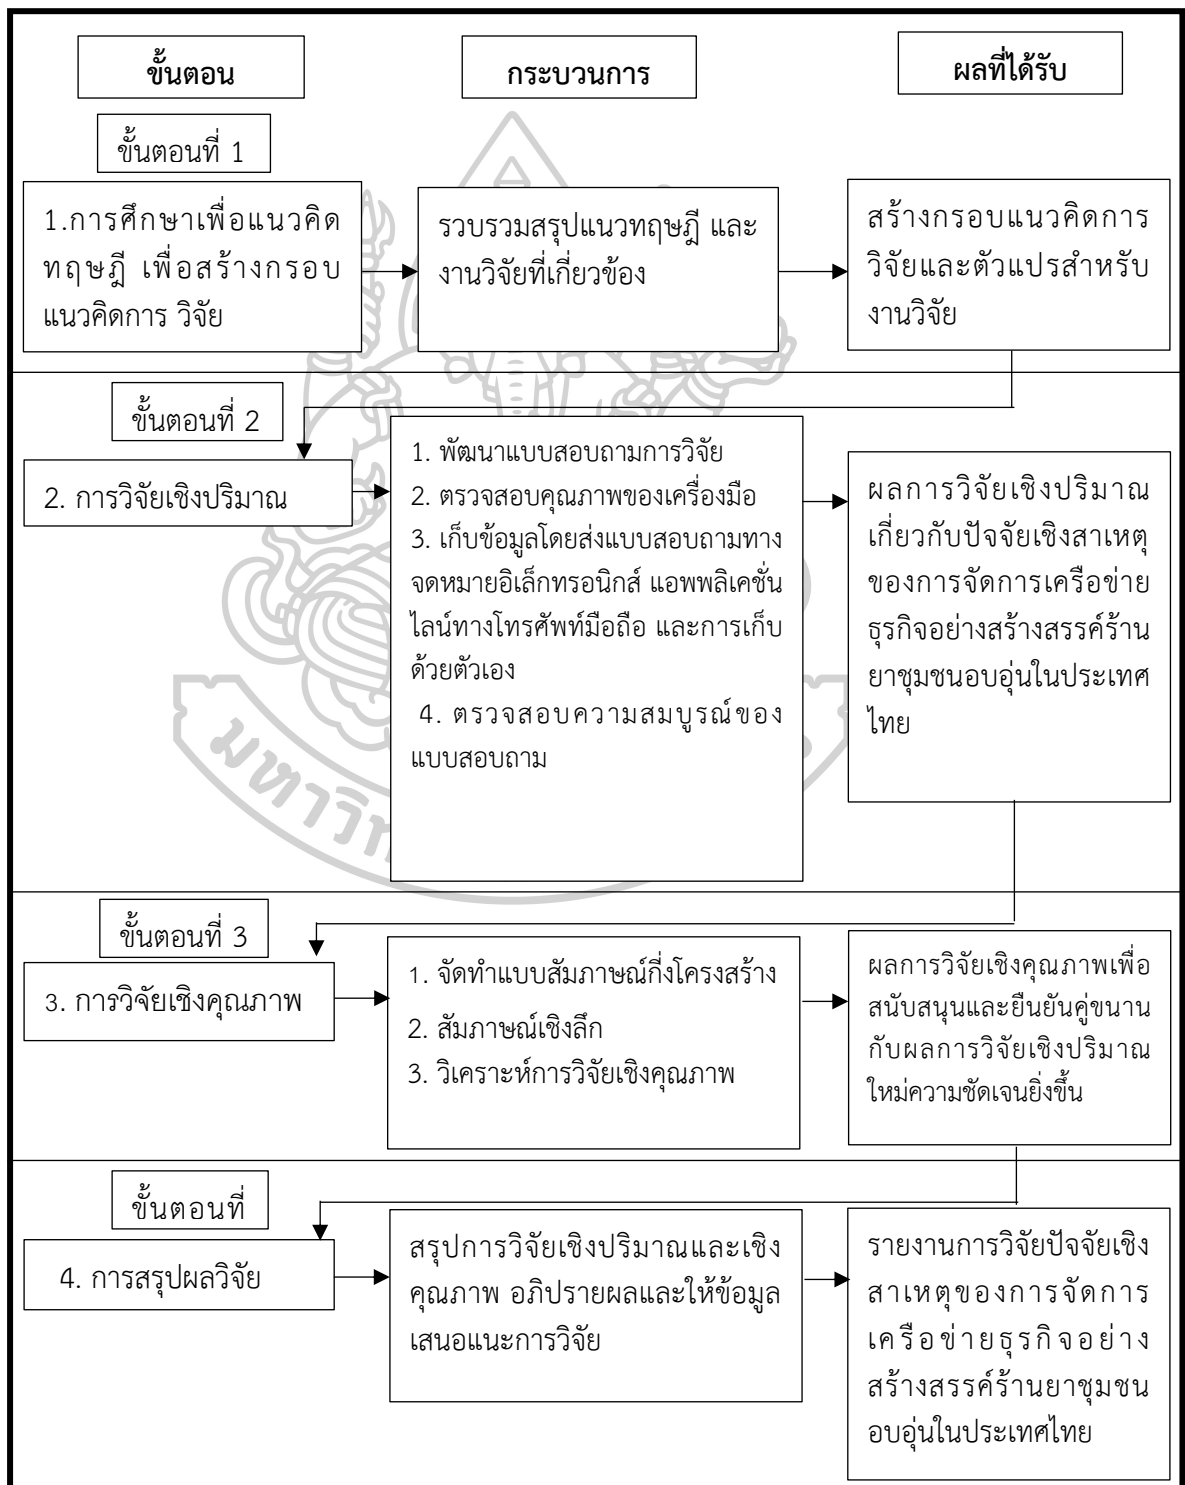 ขั้นตอน
กระบวนการ
ผลที่ได้รับ
ขั้นตอนที่ 1
1.การศึกษาเพื่อแนวคิด
ทฤษฎี เพื่อสร้างกรอบ
แนวคิดการ วิจัย
รวบรวมสรุปแนวทฤษฎี และ
งานวิจัยที่เกี่ยวข้อง
สร้างกรอบแนวคิดการ
วิจัยและตัวแปรสำหรับ
งานวิจัย
ขั้นตอนที่ 2
2. การวิจัยเชิงปริมาณ
1. พัฒนาแบบสอบถามการวิจัย
2. ตรวจสอบคุณภาพของเครื่องมือ
3. เก็บข้อมูลโดยส่งแบบสอบถามทาง
จดหมายอิเล็กทรอนิกส์ แอพพลิเคชั่น
ไลน์ทางโทรศัพท์มือถือ และการเก็บ
ด้วยตัวเอง
4. ตรวจสอบความสมบูรณ์ของ
แบบสอบถาม
ผลการวิจัยเชิงปริมาณ
เกี่ยวกับปัจจัยเชิงสาเหตุ
ของการจัดการเครือข่าย
ธุรกิจอย่างสร้างสรรค์ร้าน
ยาชุมชนอบอุ่นในประเทศ
ไทย
มหาวิท
ขั้นตอนที่ 3
3. การวิจัยเชิงคุณภาพ
1. จัดทำแบบสัมภาษณ์กึ่งโครงสร้าง
2. สัมภาษณ์เชิงลึก
3. วิเคราะห์การวิจัยเชิงคุณภาพ
ผลการวิจัยเชิงคุณภาพเพื่อ
สนับสนุนและยืนยันคู่ขนาน
กับผลการวิจัยเชิงปริมาณ
ใหม่ความชัดเจนยิ่งขึ้น
ขั้นตอนที่
4. การสรุปผลวิจัย
สรุปการวิจัยเชิงปริมาณและเชิง
คุณภาพ อภิปรายผลและให้ข้อมูล
เสนอแนะการวิจัย
รายงานการวิจัยปัจจัยเชิง
สาเหตุของการจัดการ
เครือข่ายธุรกิจอย่าง
สร้างสรรค์ร้านยาชุมชน
อบอุ่นในประเทศไทย